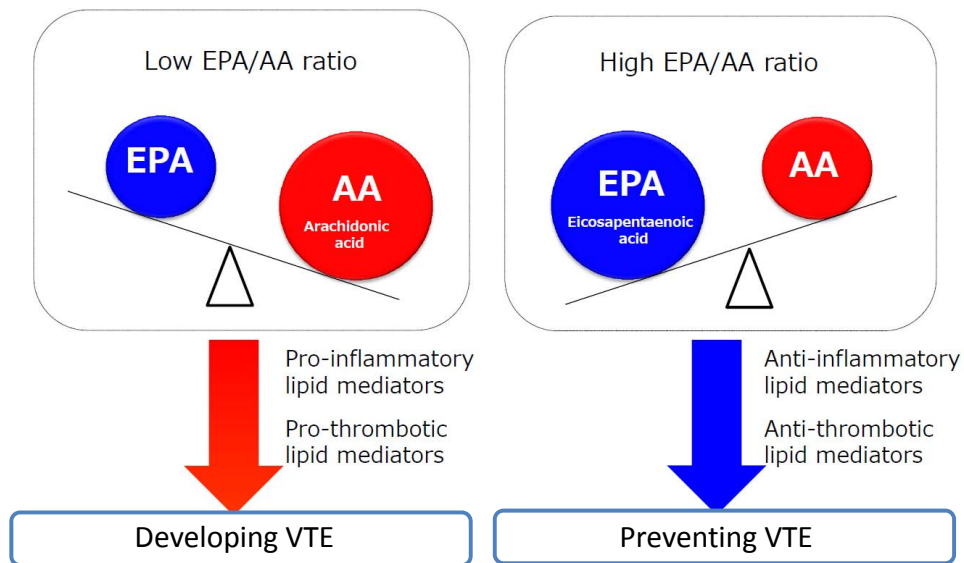 Low EPA/AA ratio
EPA
AA
Arachidonic
acid
Pro-inflammatory
lipid mediators
Pro-thrombotic
lipid mediators
Developing VTE
High EPA/AA ratio
EPA
Eicosapentaenoic
acid
AA
Anti-inflammatory
lipid mediators
Anti-thrombotic
lipid mediators
Preventing VTE